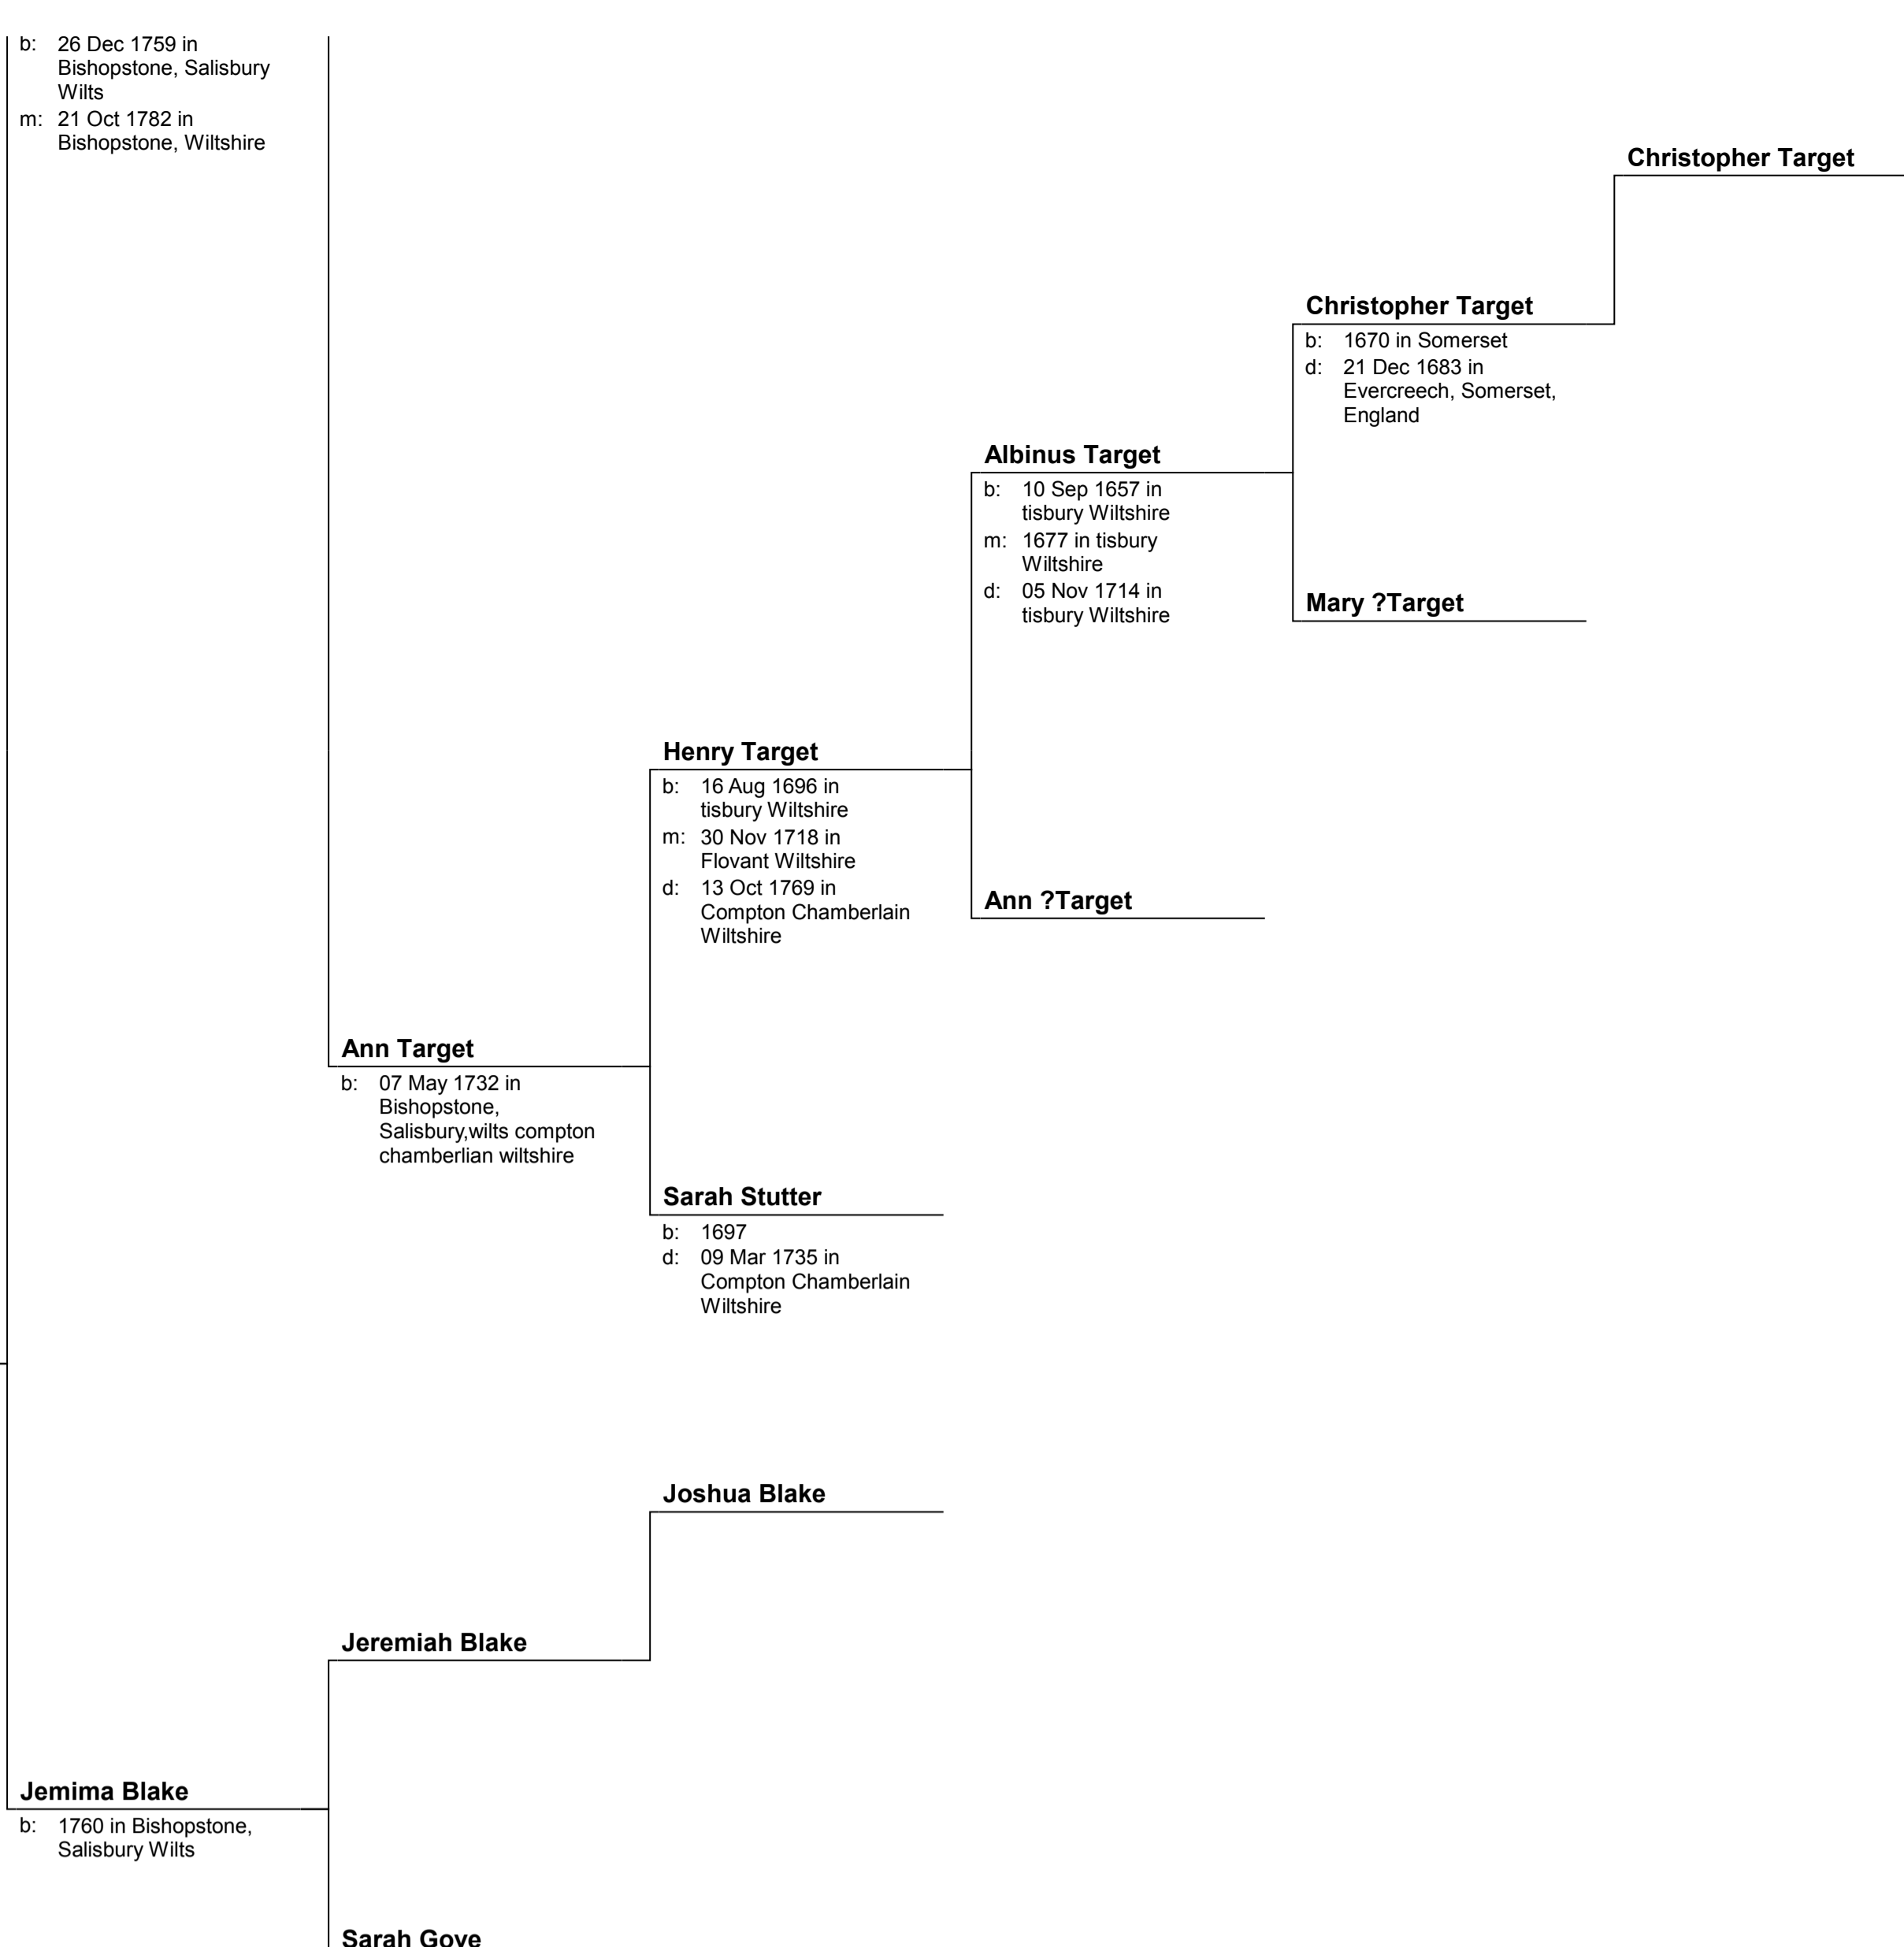 b: 26 Dec 1759 in
Bishopstone, Salisbury
Wilts
m: 21 Oct 1782 in
Bishopstone, Wiltshire
Christopher Target
Christopher Target
b: 1670 in Somerset
d: 21 Dec 1683 in
Evercreech, Somerset,
England
Albinus Target
b: 10 Sep 1657 in
tisbury Wiltshire
m: 1677 in tisbury
Wiltshire
d: 05 Nov 1714 in
tisbury Wiltshire
Mary ?Target
Henry Target
b: 16 Aug 1696 in
tisbury Wiltshire
m: 30 Nov 1718 in
Flovant Wiltshire
d: 13 Oct 1769 in
Compton Chamberlain
Wiltshire
Ann ?Target
Ann Target
b: 07 May 1732 in
Bishopstone,
Salisbury,wilts compton
chamberlian wiltshire
Sarah Stutter
b: 1697
d: 09 Mar 1735 in
Compton Chamberlain
Wiltshire
Joshua Blake
Jeremiah Blake
Jemima Blake
b: 1760 in Bishopstone,
Salisbury Wilts
Sarah Goye